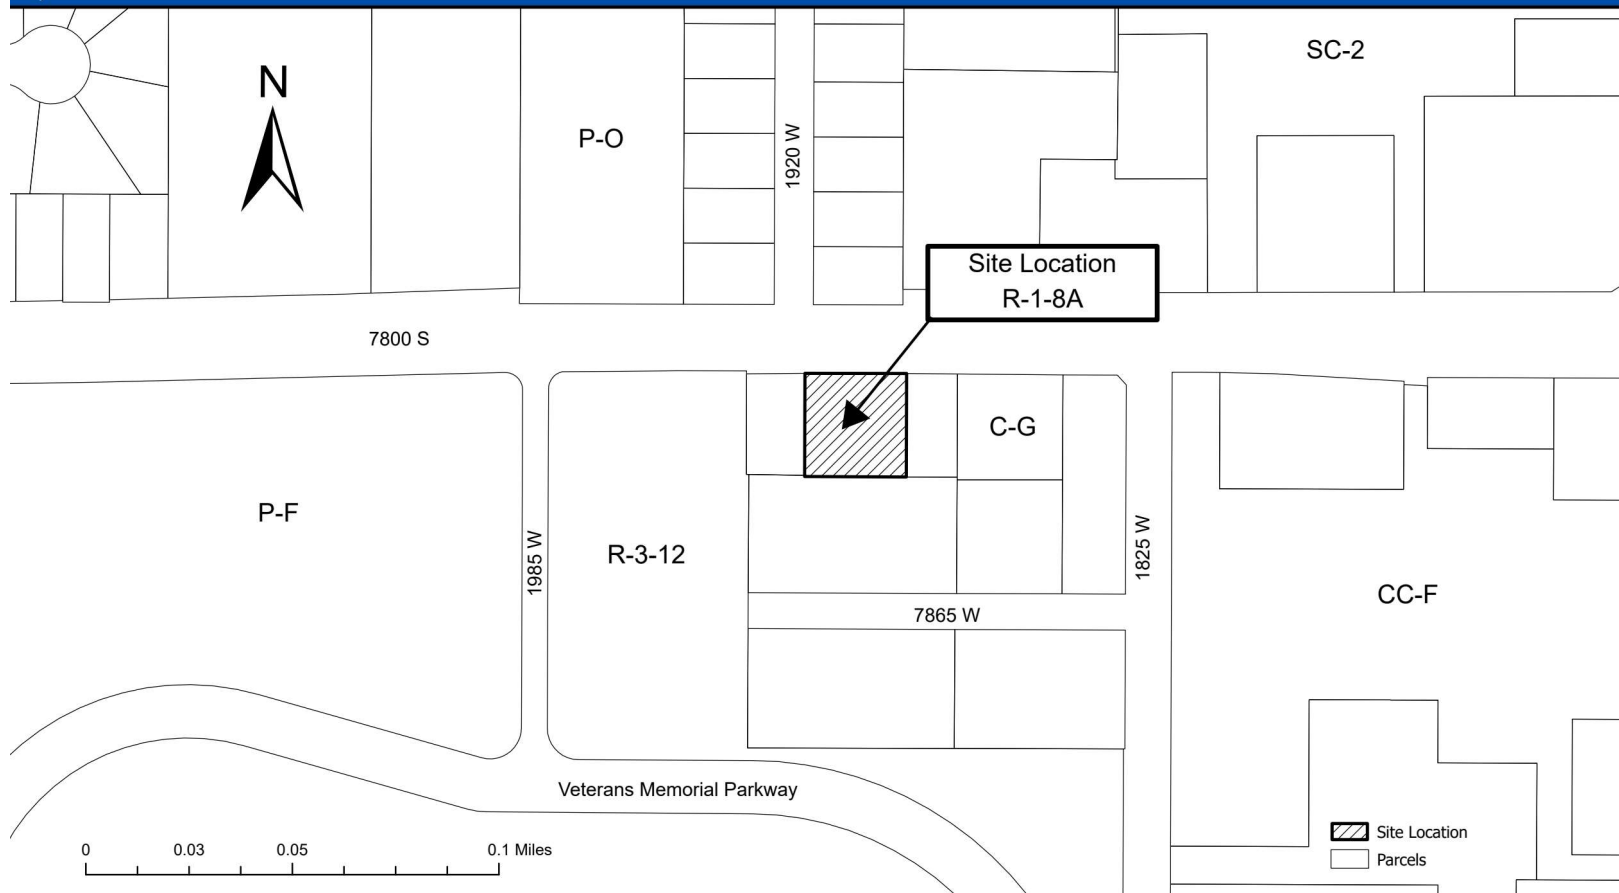 SC-2
N
P-O
1920 W
Site Location
R-1-8A
7800 S
C-G
P-F
1985 W
R-3-12
1825 W
CC-F
7865 W
Veterans Memorial Parkway
Site Location
Parcels
0 0.03 0.05 0.1 Miles